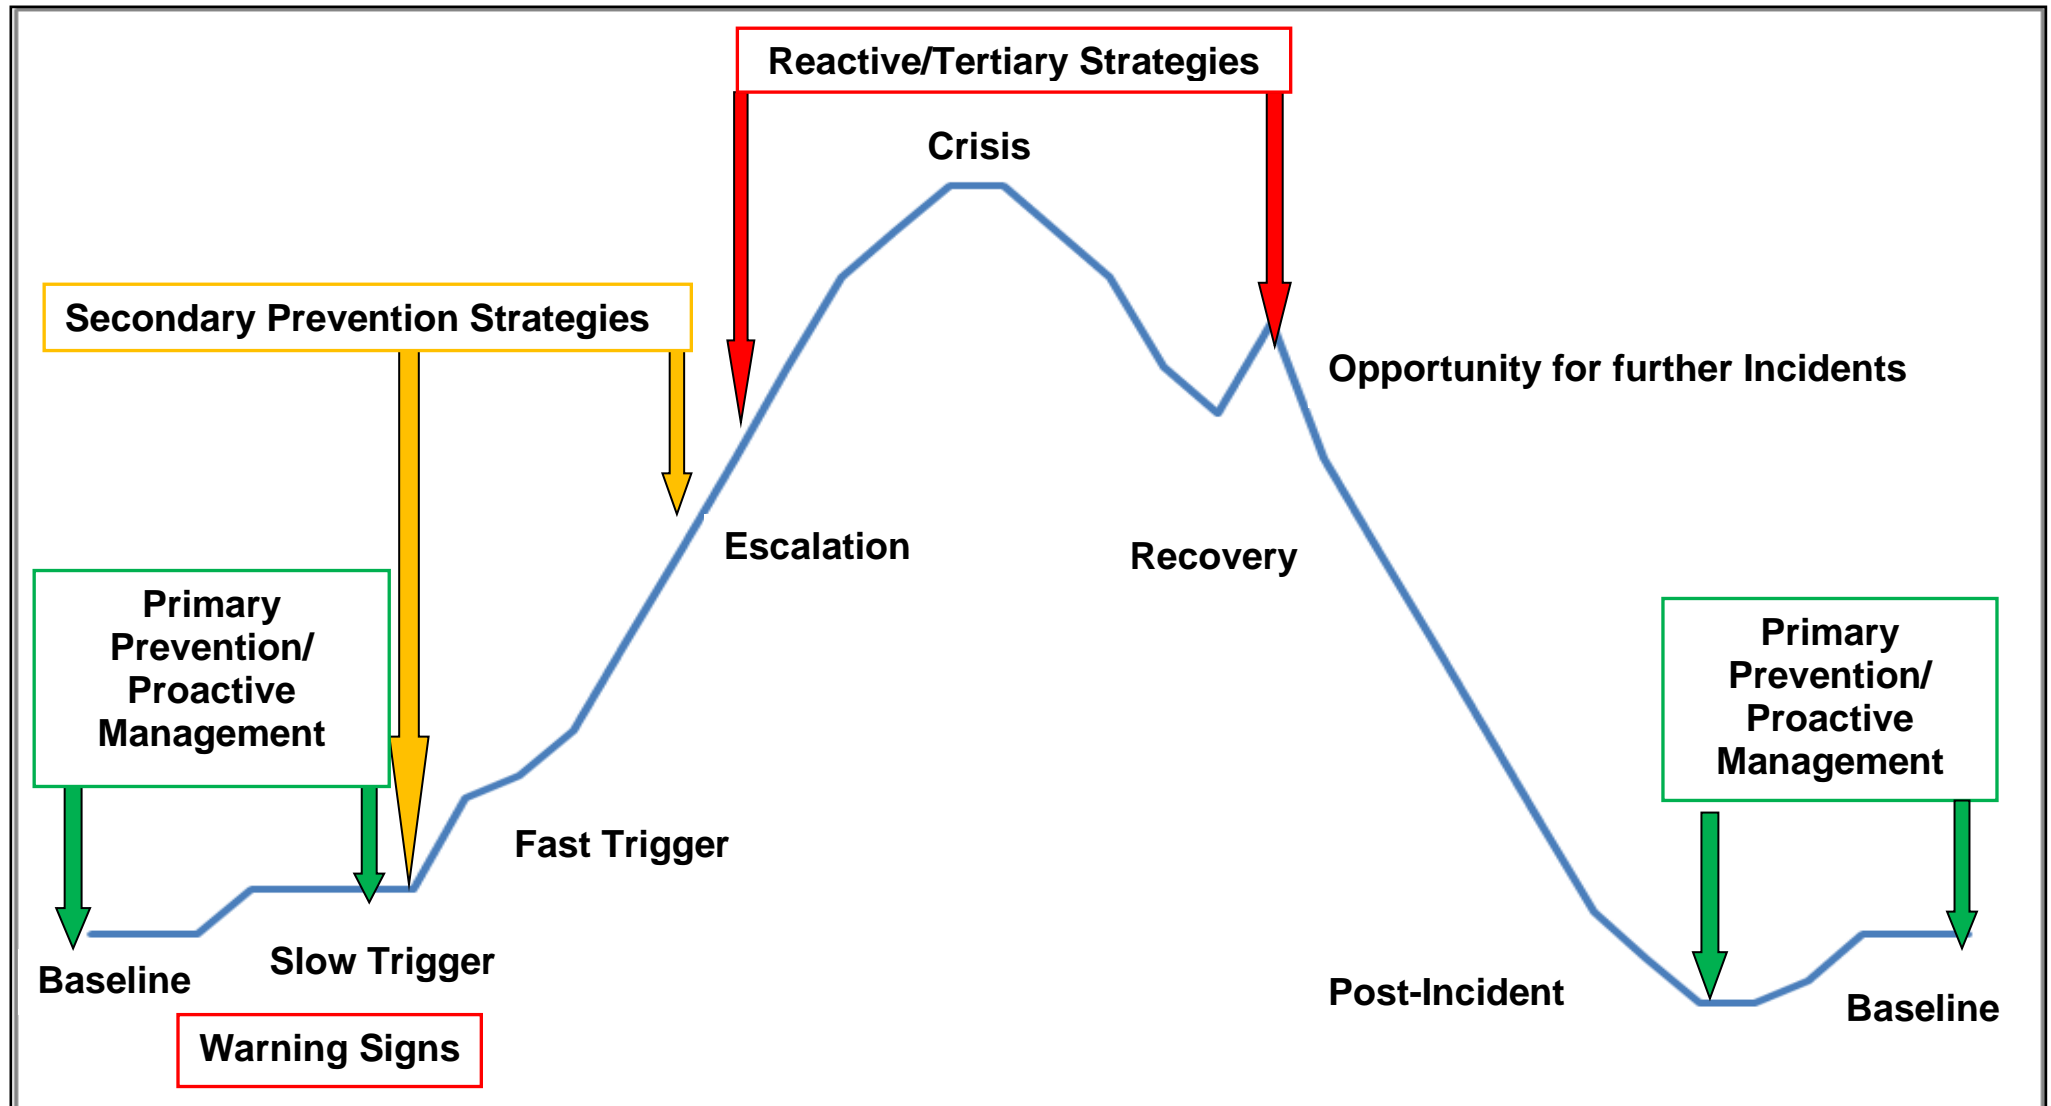 Reactive/Tertiary Strategies
Crisis
Secondary Prevention Strategies
Opportunity for further Incidents
Escalation
Recovery
Primary
Prevention/
Proactive
Management
Primary
Prevention/
Proactive
Management
Fast Trigger
Slow Trigger
Baseline
Post-Incident
Baseline
Warning Signs